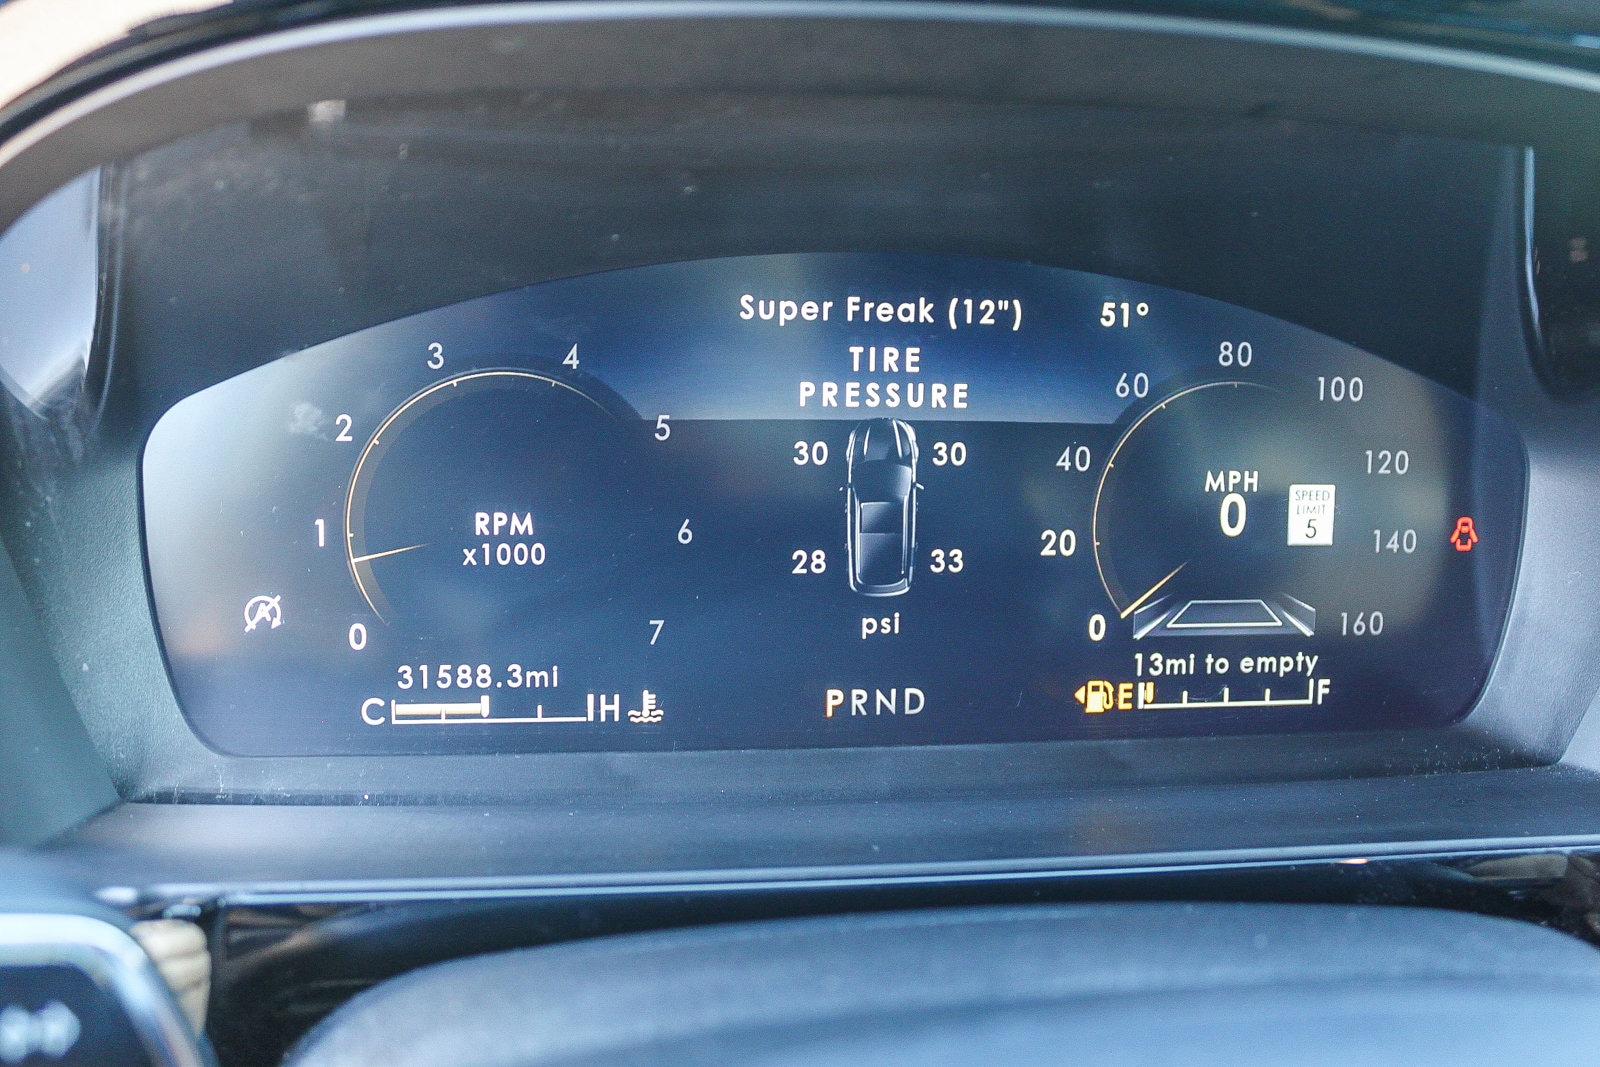 Super Freak (12") 51°
TIRE
PRESSURE
30 30
28 33
psi
0 1 2 3 4 5 6 7
RPM
x1000
A
31588.3mi
C H
PRND
0 20 40 60 80 100 120 140 160
MPH
0
SPEED
LIMIT
5
13mi to empty
E F